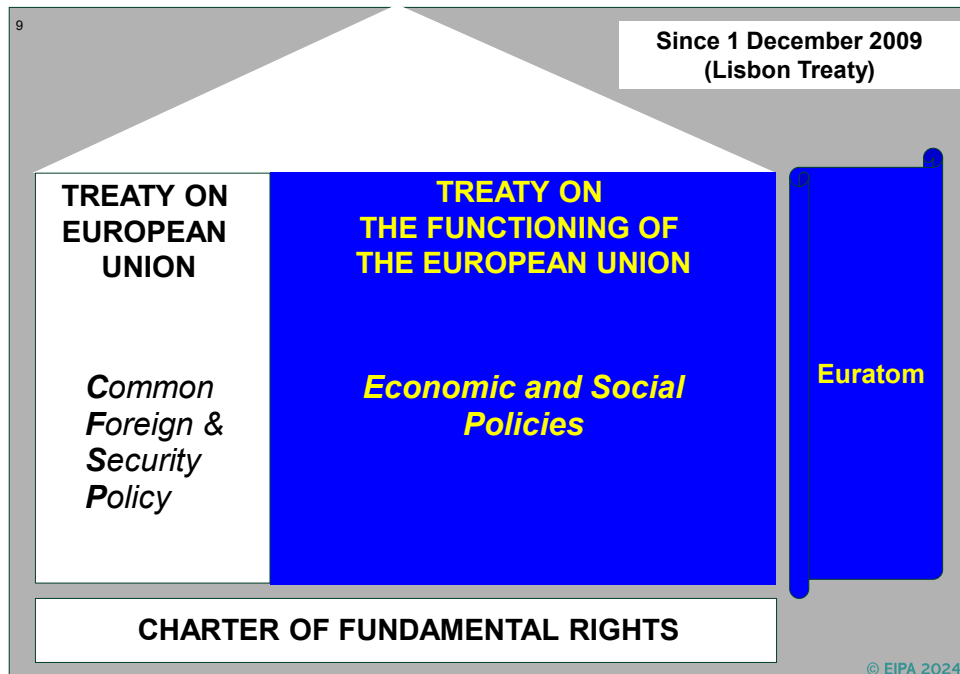 9
Since 1 December 2009
(Lisbon Treaty)
TREATY ON
EUROPEAN
UNION
TREATY ON
THE FUNCTIONING OF
THE EUROPEAN UNION
Common
Foreign &
Security
Policy
Economic and Social
Policies
Euratom
CHARTER OF FUNDAMENTAL RIGHTS
© EIPA 2024